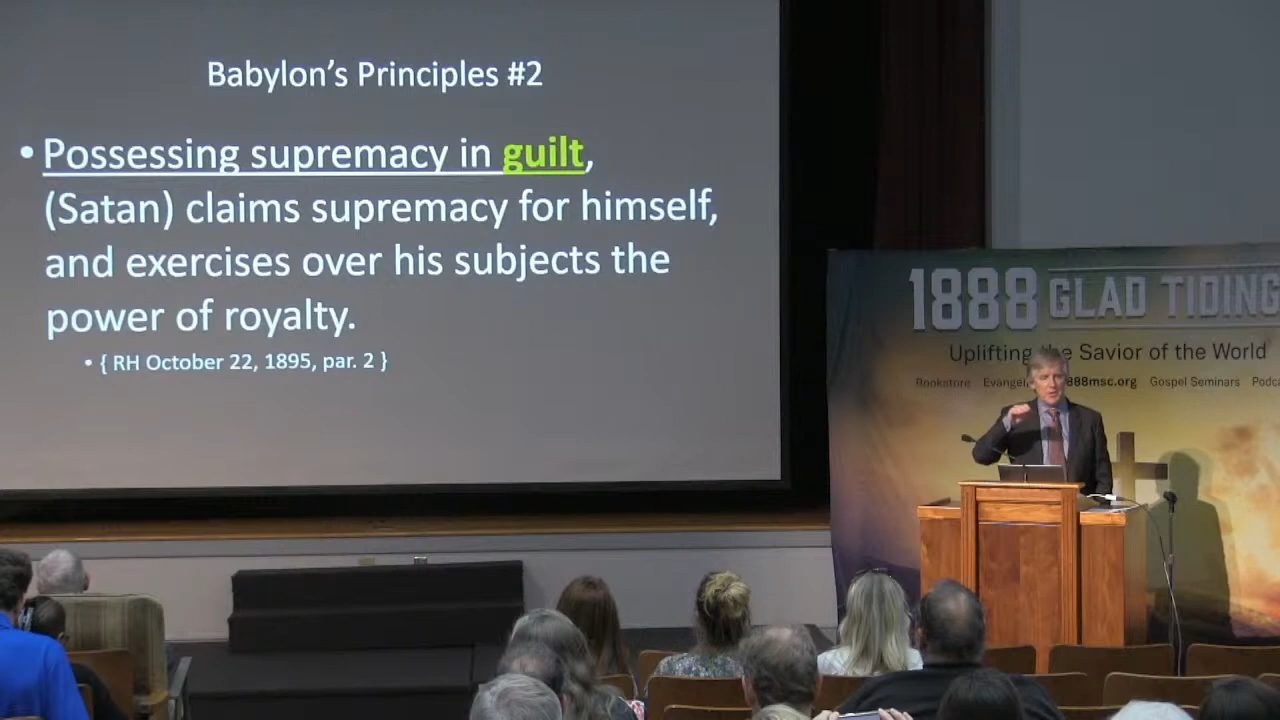 Babylon's Principles #2
• Possessing supremacy in guilt,
(Satan) claims supremacy for himself,
and exercises over his subjects the
power of royalty.
• { RH October 22, 1895, par. 2 }
1888 GLAD TIDING
Uplifting the Savior of the World
Bookstore 888msc.org Gospel Seminars